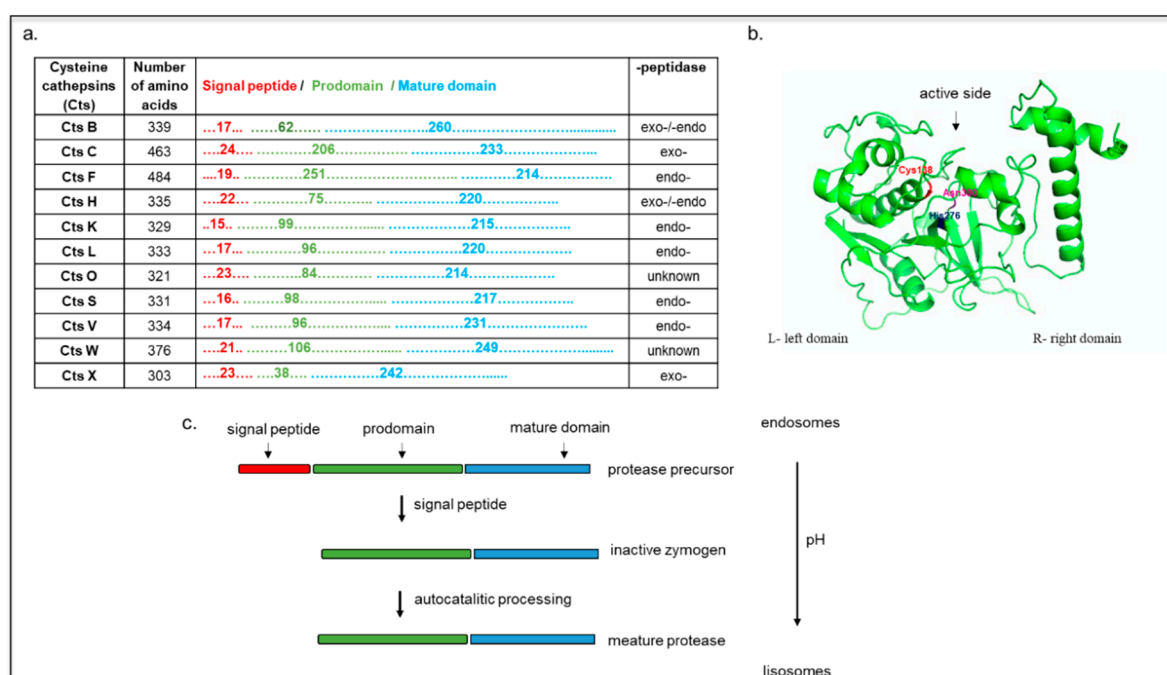 a.
Cysteine cathepsins (Cts) Number of amino acids Signal peptide / Prodomain / Mature domain -peptidase
Cts B 339 ...17... ......62...... ......................260.............................. exo-/-endo
Cts C 463 ....24... ..........206............... ......................233...................... exo-
Cts F 484 ....19.. ..............251.................. ......................214...................... endo-
Cts H 335 ....22... ............75............. ......................220...................... exo-/-endo
Cts K 329 ..15... ........99..................... ......................215...................... endo-
Cts L 333 ....17... ............96................... ......................220...................... endo-
Cts O 321 ....23... ............84............. ......................214...................... unknown
Cts S 331 ....16.. ........98....................... ......................217...................... endo-
Cts V 334 ....17... .........96..................... ......................231...................... endo-
Cts W 376 ....21.. .........106.................... ......................249...................... unknown
Cts X 303 ....23... ....38.... .................242........................... exo-
b.
active side
Cys
His276
L- left domain R- right domain
c.
signal peptide prodomain mature domain
protease precursor
signal peptide
inactive zymogen
autocatalitic processing
meature protease
endosomes
pH
lisosomes